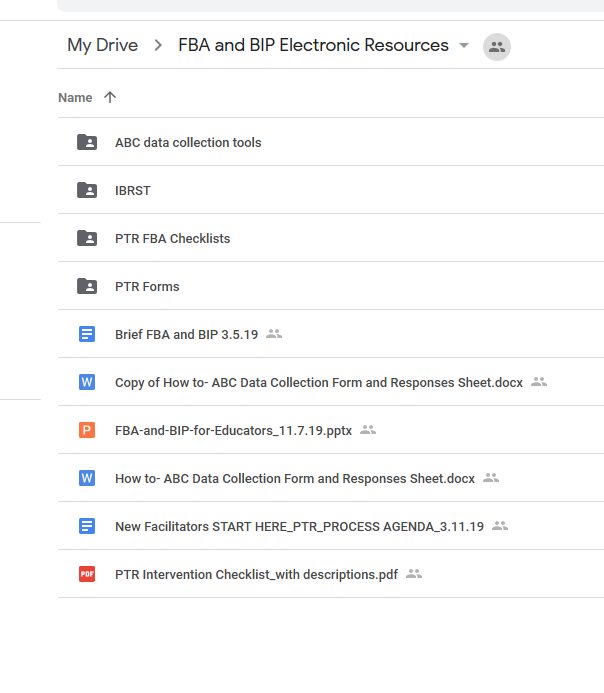 My Drive > FBA and BIP Electronic Resources
Name
ABC data collection tools
IBRST
PTR FBA Checklists
PTR Forms
Brief FBA and BIP 3.5.19
W Copy of How to- ABC Data Collection Form and Responses Sheet.docx
P FBA-and-BIP-for-Educators_11.7.19.pptx
W How to- ABC Data Collection Form and Responses Sheet.docx
New Facilitators START HERE_PTR_PROCESS AGENDA_3.11.19
PDF PTR Intervention Checklist_with descriptions.pdf